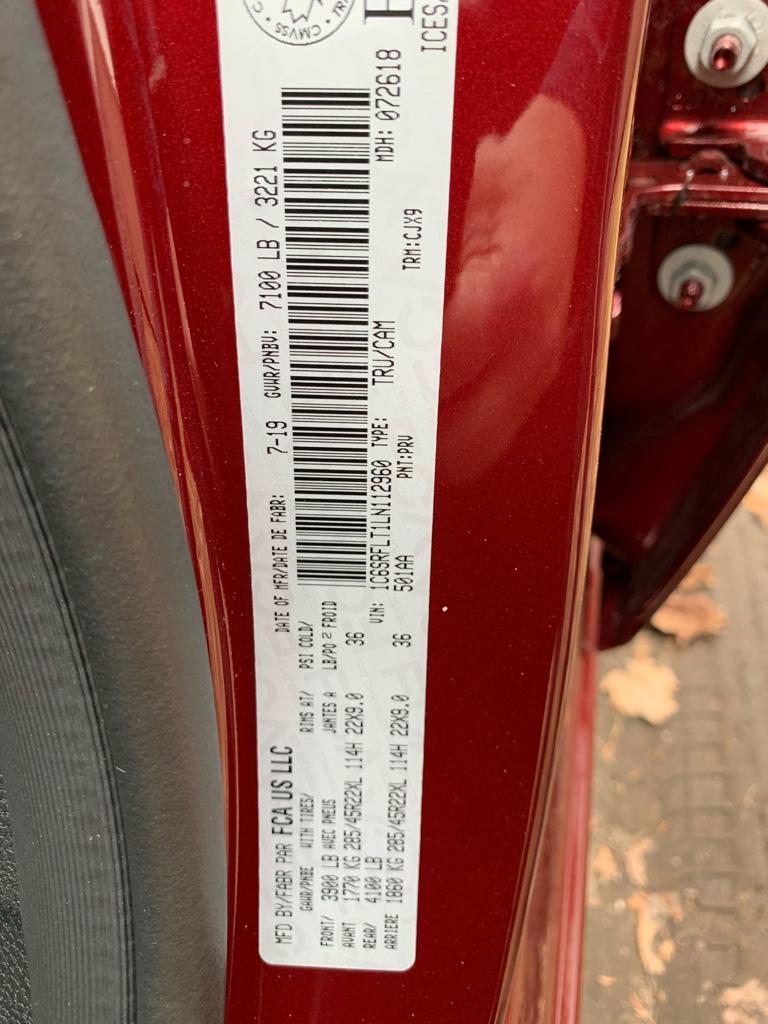 MFD BY/FABR PAR FCA US LLC
DATE OF MFR/DATE DE FABR: 7-19 GVWR/PNBV: 7100 LB / 3221 KG
GAWR/PNBE WITH TIRES/ RIMS AT/ PSI COLD/
FRONT/ 3900 LB AVEC PNEUS JANTES A LB/PO 2 FROID
AVANT 1770 KG 285/45R22XL 114H 22X9.0 36
REAR/ 4100 LB
ARRIERE 1860 KG 285/45R22XL 114H 22X9.0 36
VIN: 1C6SRFLT1LN112960 TYPE: TRU/CAM MDH: 072618
501AA PNT:PRV TRM:CJX9
CMVSS
ICES